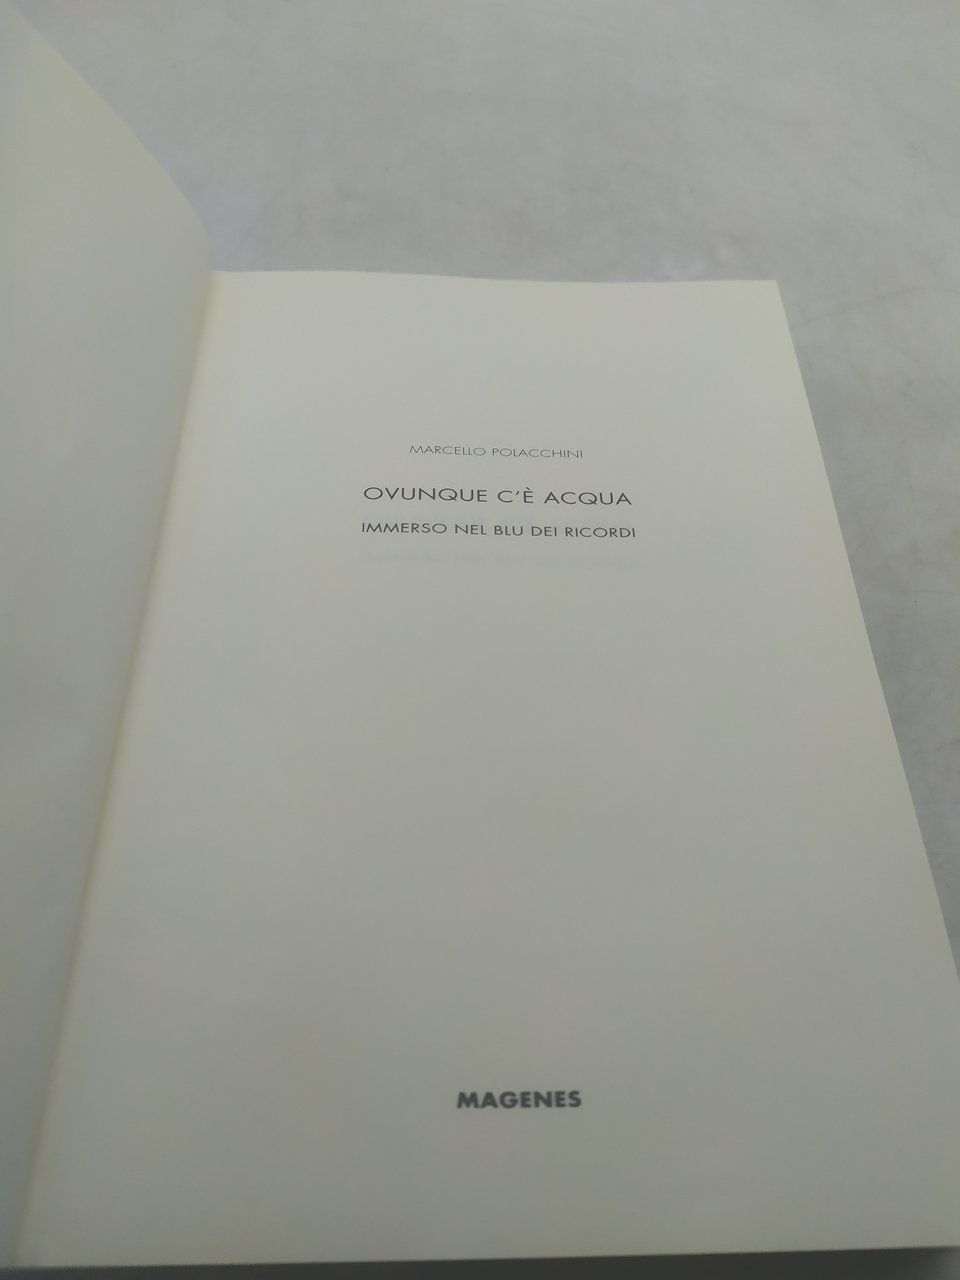 MARCELLO POLACCHINI
OVUNQUE C'È ACQUA
IMMERSO NEL BLU DEI RICORDI
MAGENES